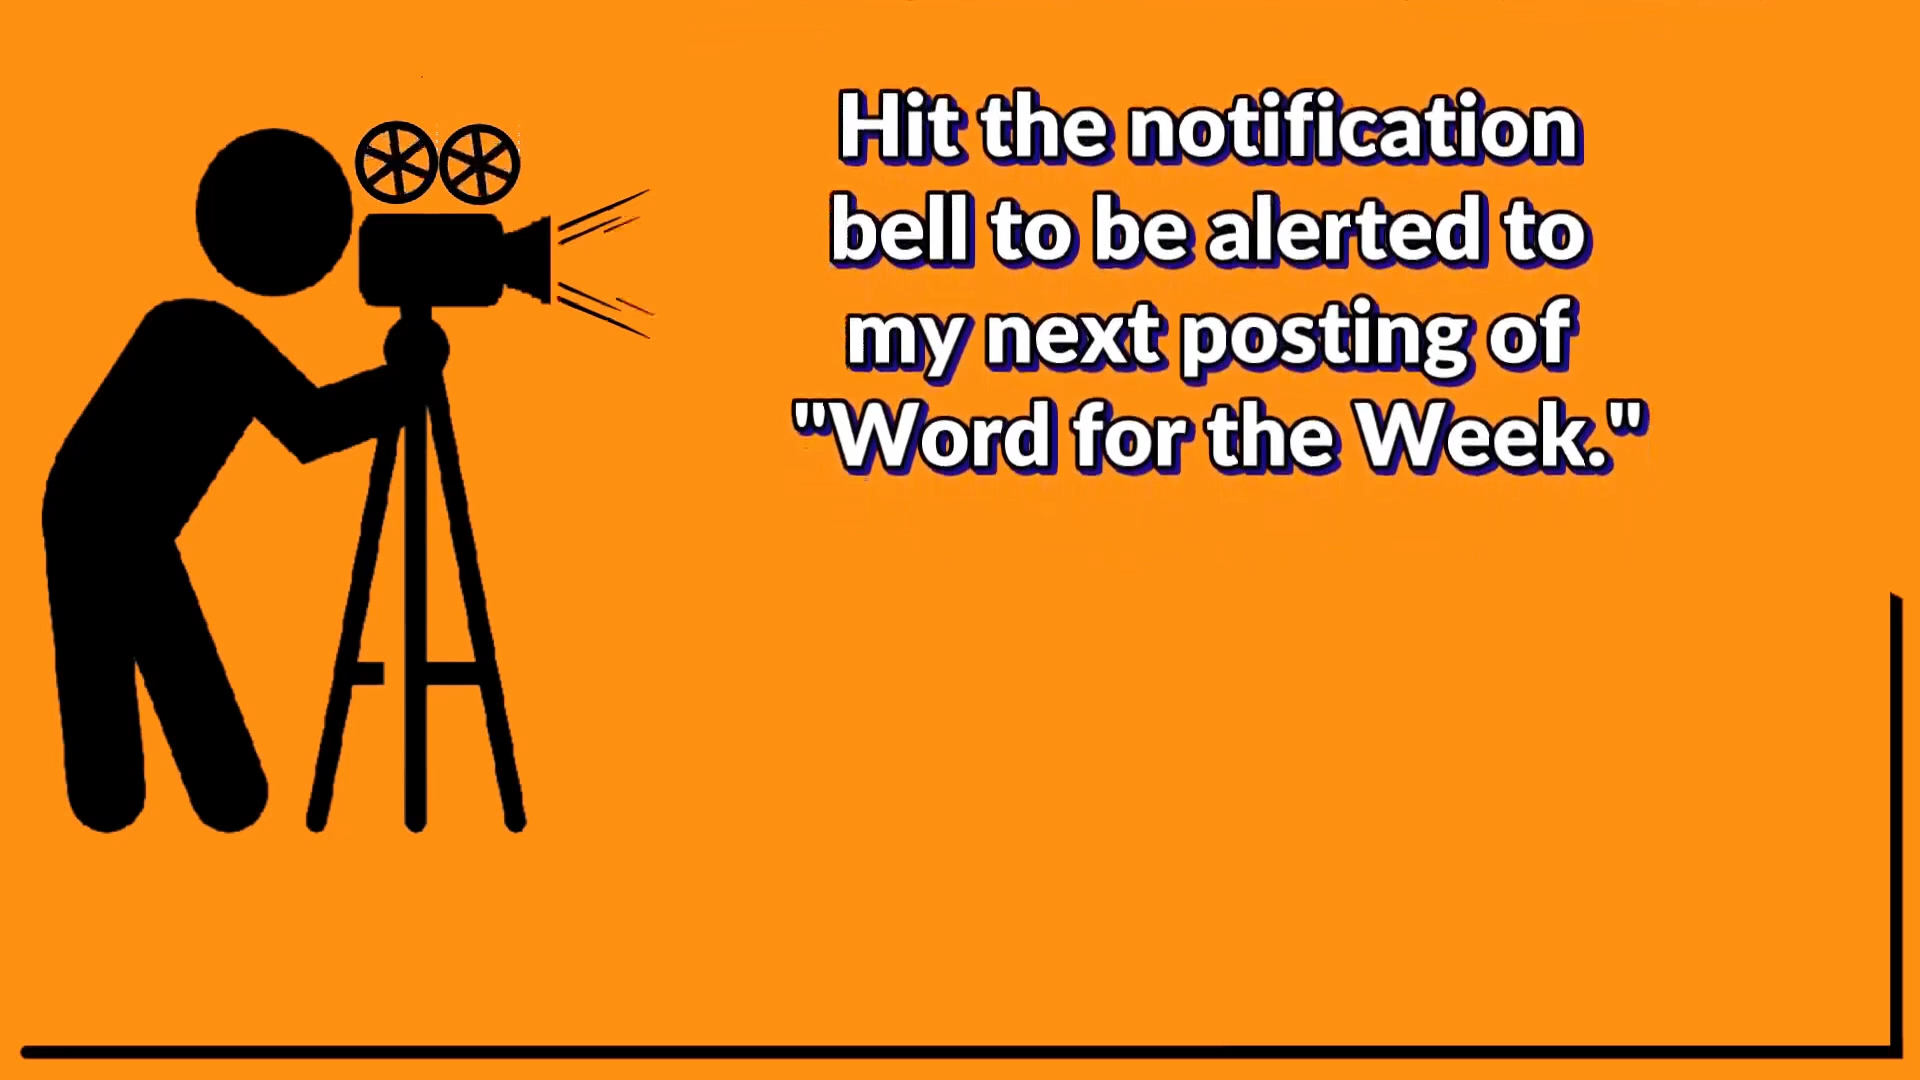 Hit the notification
bell to be alerted to
my next posting of
"Word for the Week."